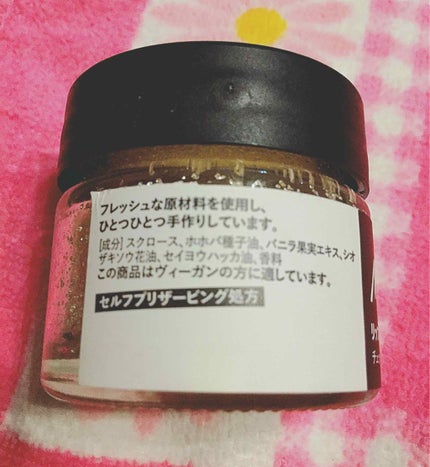 フレッシュな原材料を使用し、
ひとつひとつ手作りしています。
[成分] スクロース、ホホバ種子油、バニラ果実エキス、シオ
ザキソウ花油、セイヨウハッカ油、香料
この商品はヴィーガンの方に適しています。
セルフプリザービング処方
リッ
チュ